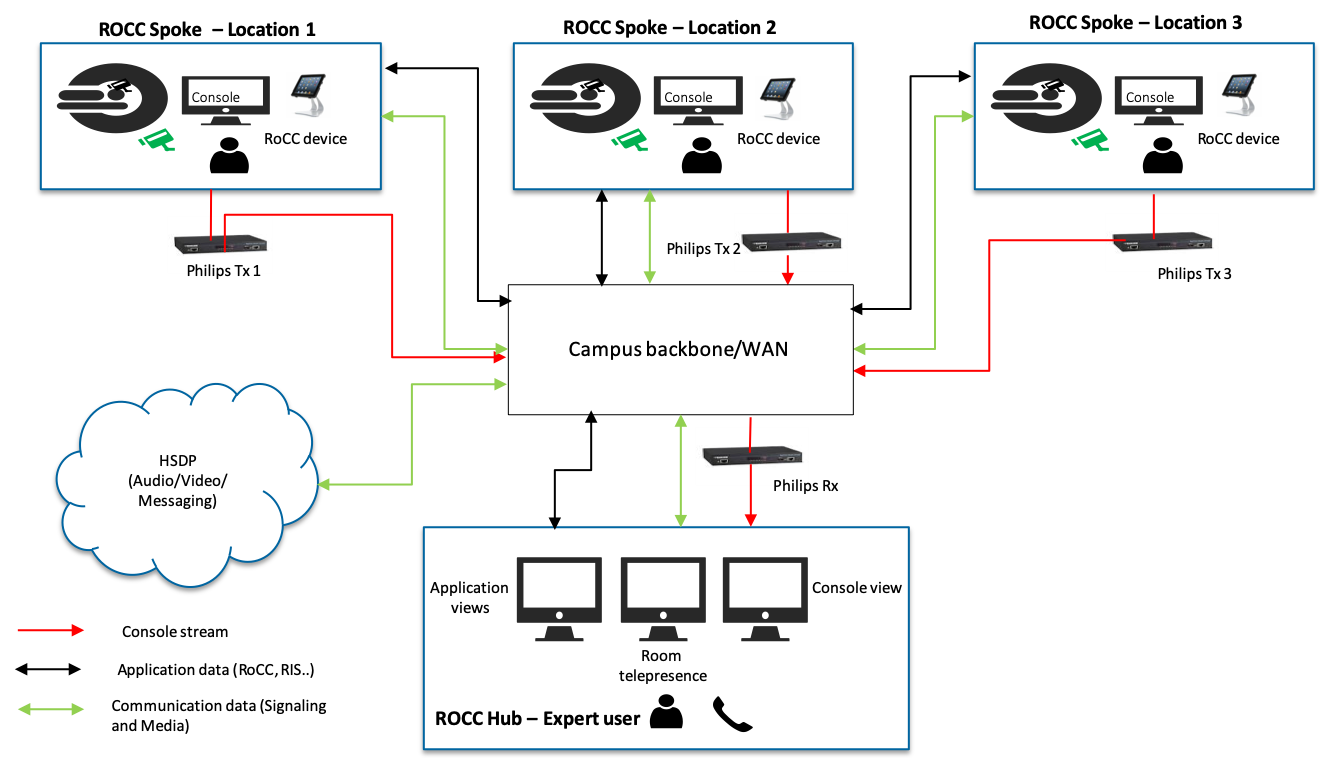 ROCC Spoke – Location 1
ROCC Spoke – Location 2
ROCC Spoke – Location 3
Console
RoCC device
Console
RoCC device
Console
RoCC device
Philips Tx 1
Philips Tx 2
Philips Tx 3
Campus backbone/WAN
HSDP
(Audio/Video/
Messaging)
Philips Rx
Application
views
Console view
Room
telepresence
ROCC Hub – Expert user
Console stream
Application data (RoCC, RIS..)
Communication data (Signaling
and Media)